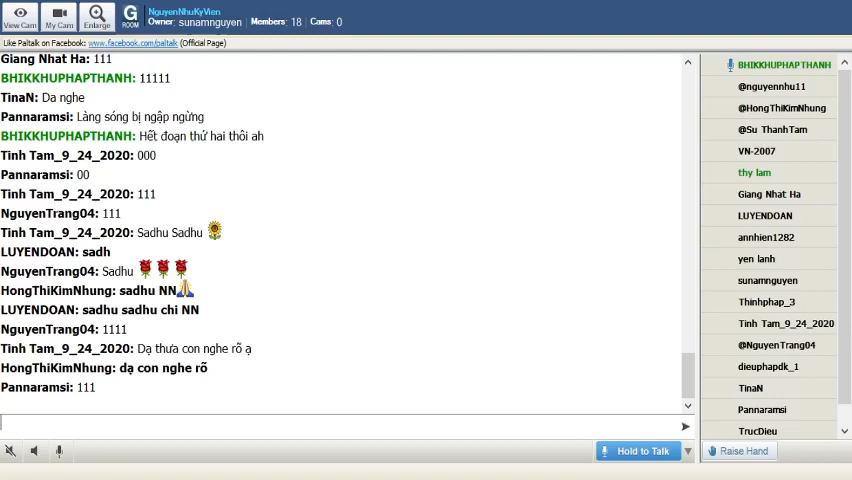 View Cam
My Cam
Enlarge
G
ROOM
NguyenNhuKyVien
Owner: sunamnguyen | Members: 18 | Cams: 0
Like Paltalk on Facebook: www.facebook.com/paltalk (Official Page)
Giang Nhat Ha: 111
BHIKKHUPHAPTHANH: 11111
TinaN: Da nghe
Pannaramsi: Làng sóng bị ngập ngừng
BHIKKHUPHAPTHANH: Hết đoạn thứ hai thôi ah
Tinh Tam_9_24_2020: 000
Pannaramsi: 00
Tinh Tam_9_24_2020: 111
NguyenTrang04: 111
Tinh Tam_9_24_2020: Sadhu Sadhu
LUYENDOAN: sadh
NguyenTrang04: Sadhu
HongThiKimNhung: sadhu NN
LUYENDOAN: sadhu sadhu chi NN
NguyenTrang04: 1111
Tinh Tam_9_24_2020: Dạ thưa con nghe rõ ạ
HongThiKimNhung: dạ con nghe rõ
Pannaramsi: 111
BHIKKHUPHAPTHANH
@nguyennhu11
@HongThiKimNhung
@Su ThanhTam
VN-2007
thy lam
Giang Nhat Ha
LUYENDOAN
annhien1282
yen lanh
sunamnguyen
Thinhphap_3
Tinh Tam_9_24_2020
@NguyenTrang04
dieuphapdk_1
TinaN
Pannaramsi
TrucDieu
Hold to Talk
Raise Hand